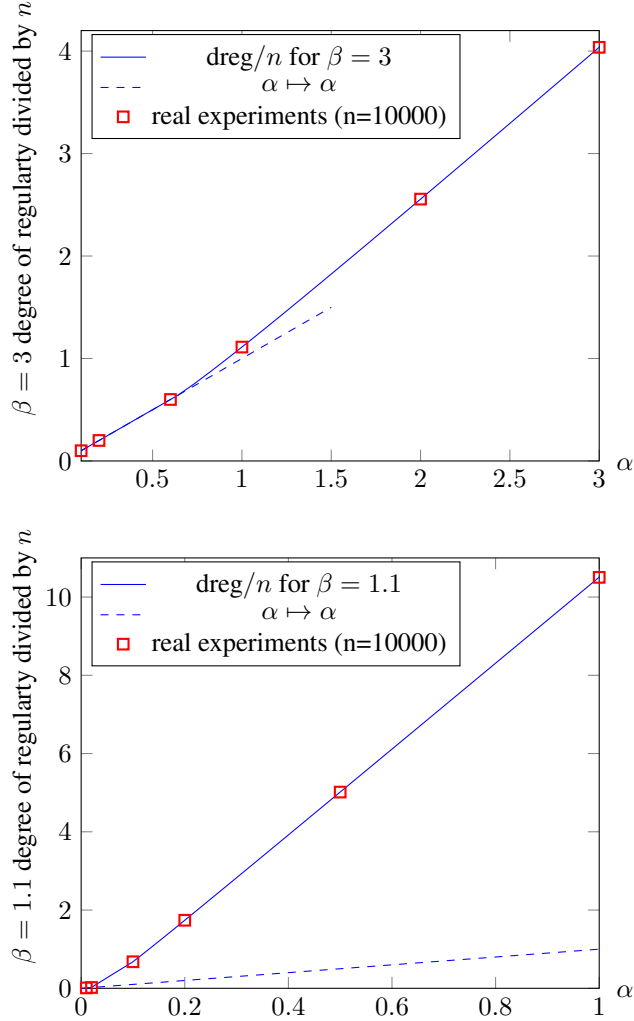 β = 3 degree of regularty divided by n
dreg/n for β = 3
α ↦ α
real experiments (n=10000)
4
3
2
1
0
0.5
1
1.5
2
2.5
3
α
β = 1.1 degree of regularty divided by n
dreg/n for β = 1.1
α ↦ α
real experiments (n=10000)
10
8
6
4
2
0
0
0.2
0.4
0.6
0.8
1
α